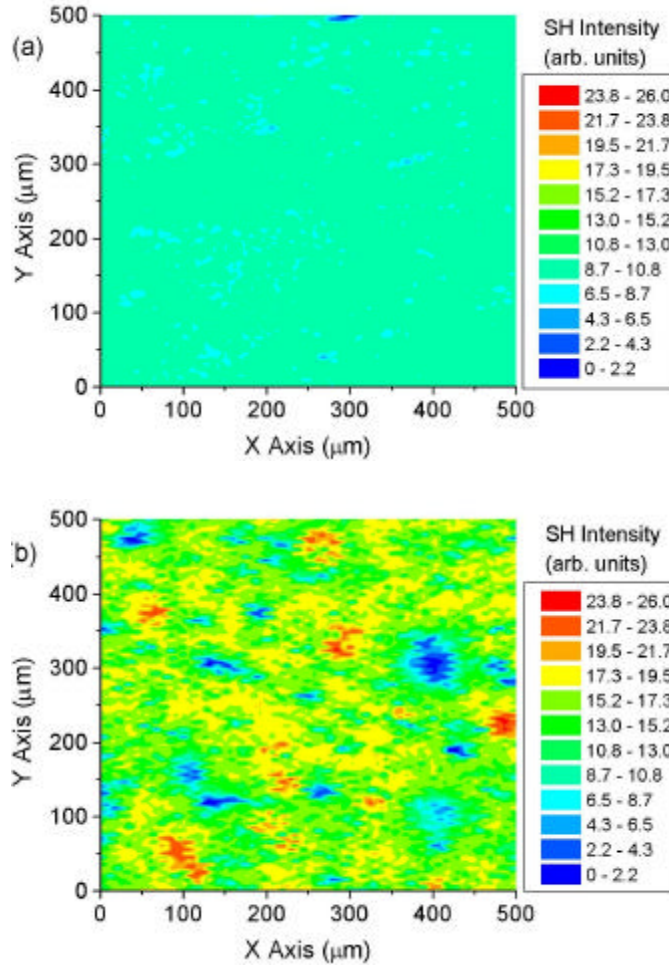 (a)
SH Intensity
(arb. units)
23.8 - 26.0
21.7 - 23.8
19.5 - 21.7
17.3 - 19.5
15.2 - 17.3
13.0 - 15.2
10.8 - 13.0
8.7 - 10.8
6.5 - 8.7
4.3 - 6.5
2.2 - 4.3
0 - 2.2
500
400
300
200
100
0
Y Axis (μm)
0 100 200 300 400 500
X Axis (μm)
b)
SH Intensity
(arb. units)
23.8 - 26.0
21.7 - 23.8
19.5 - 21.7
17.3 - 19.5
15.2 - 17.3
13.0 - 15.2
10.8 - 13.0
8.7 - 10.8
6.5 - 8.7
4.3 - 6.5
2.2 - 4.3
0 - 2.2
500
400
300
200
100
0
Y Axis (μm)
0 100 200 300 400 500
X Axis (μm)